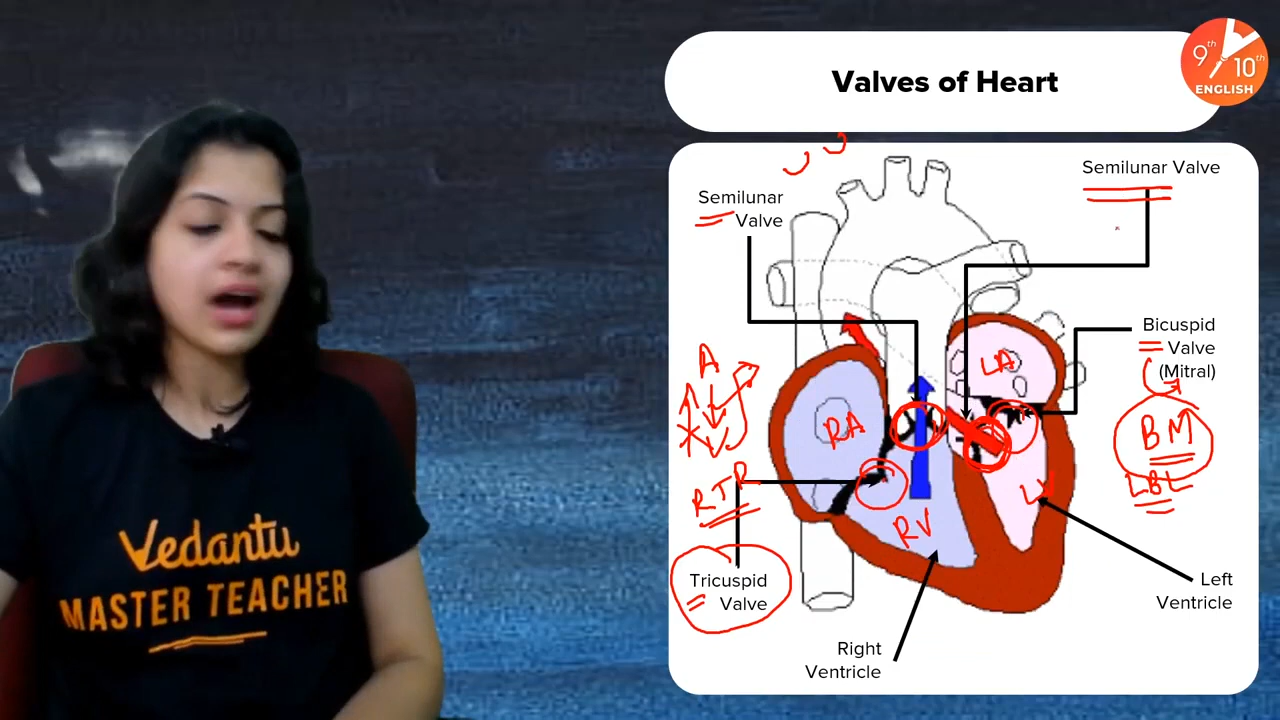 Valves of Heart
9th
10th
ENGLISH
Semilunar
Valve
Semilunar Valve
Bicuspid
Valve
(Mitral)
LA
A
RA
BM
LBL
RTR
LV
RV
Tricuspid
Valve
Left
Ventricle
Right
Ventricle
Vedantu
MASTER TEACHER